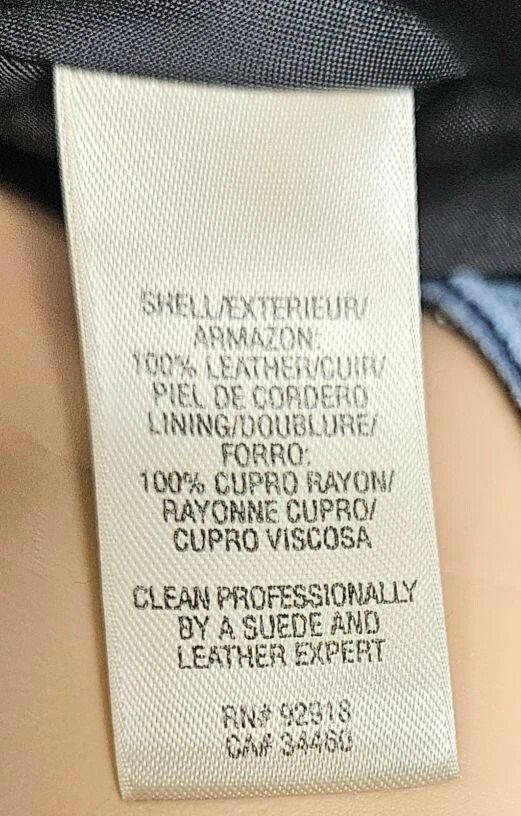 SHELL/EXTERIEUR/
ARMAZON:
100% LEATHER/CUIR/
PIEL DE CORDERO
LINING/DOUBLURE/
FORRO:
100% CUPRO RAYON/
RAYONNE CUPRO/
CUPRO VISCOSA
CLEAN PROFESSIONALLY
BY A SUEDE AND
LEATHER EXPERT
RN# 92918
CA# 34460